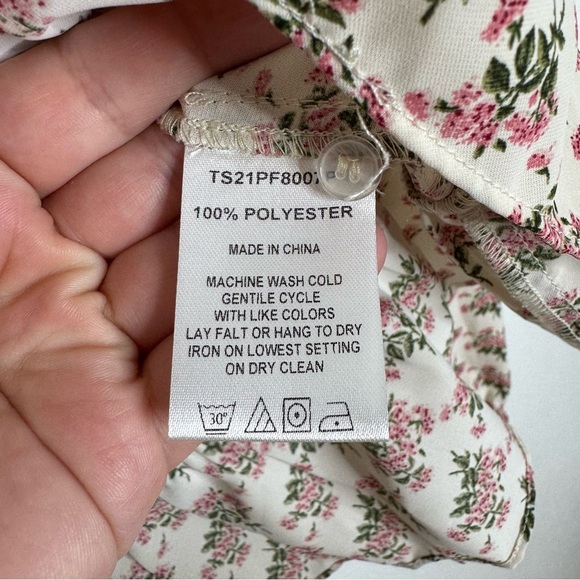 TS21PF8007
100% POLYESTER
MADE IN CHINA
MACHINE WASH COLD
GENTILE CYCLE
WITH LIKE COLORS
LAY FALT OR HANG TO DRY
IRON ON LOWEST SETTING
ON DRY CLEAN
30°